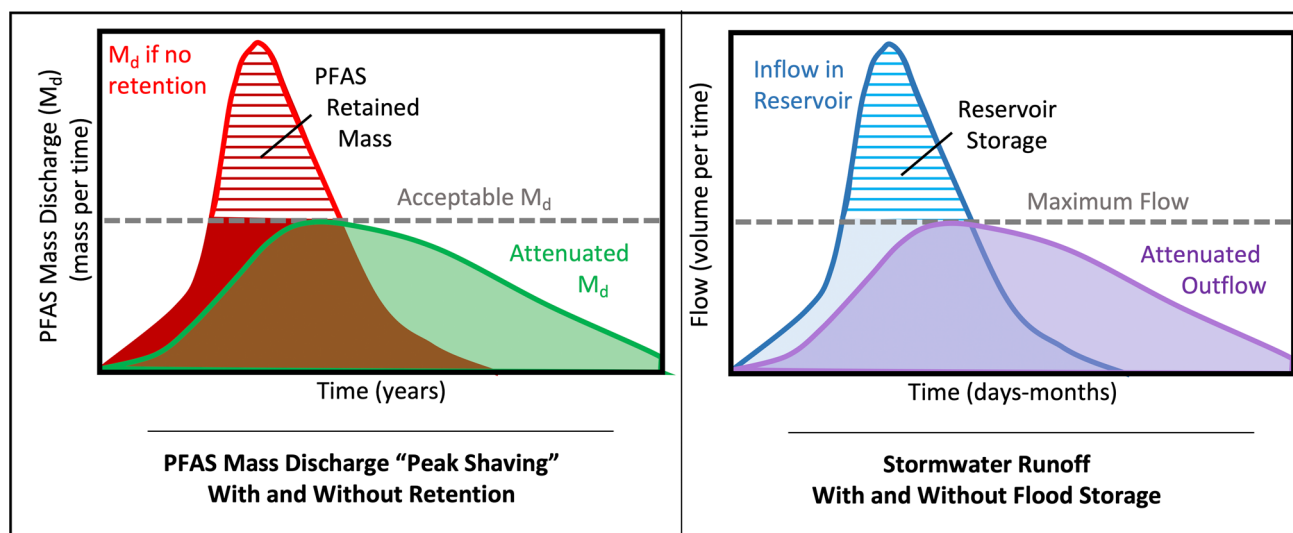 PFAS Mass Discharge (Md)
(mass per time)
Md if no
retention
PFAS
Retained
Mass
Acceptable Md
Attenuated
Md
Time (years)
PFAS Mass Discharge “Peak Shaving”
With and Without Retention
Flow (volume per time)
Inflow in
Reservoir
Reservoir
Storage
Maximum Flow
Attenuated
Outflow
Time (days-months)
Stormwater Runoff
With and Without Flood Storage